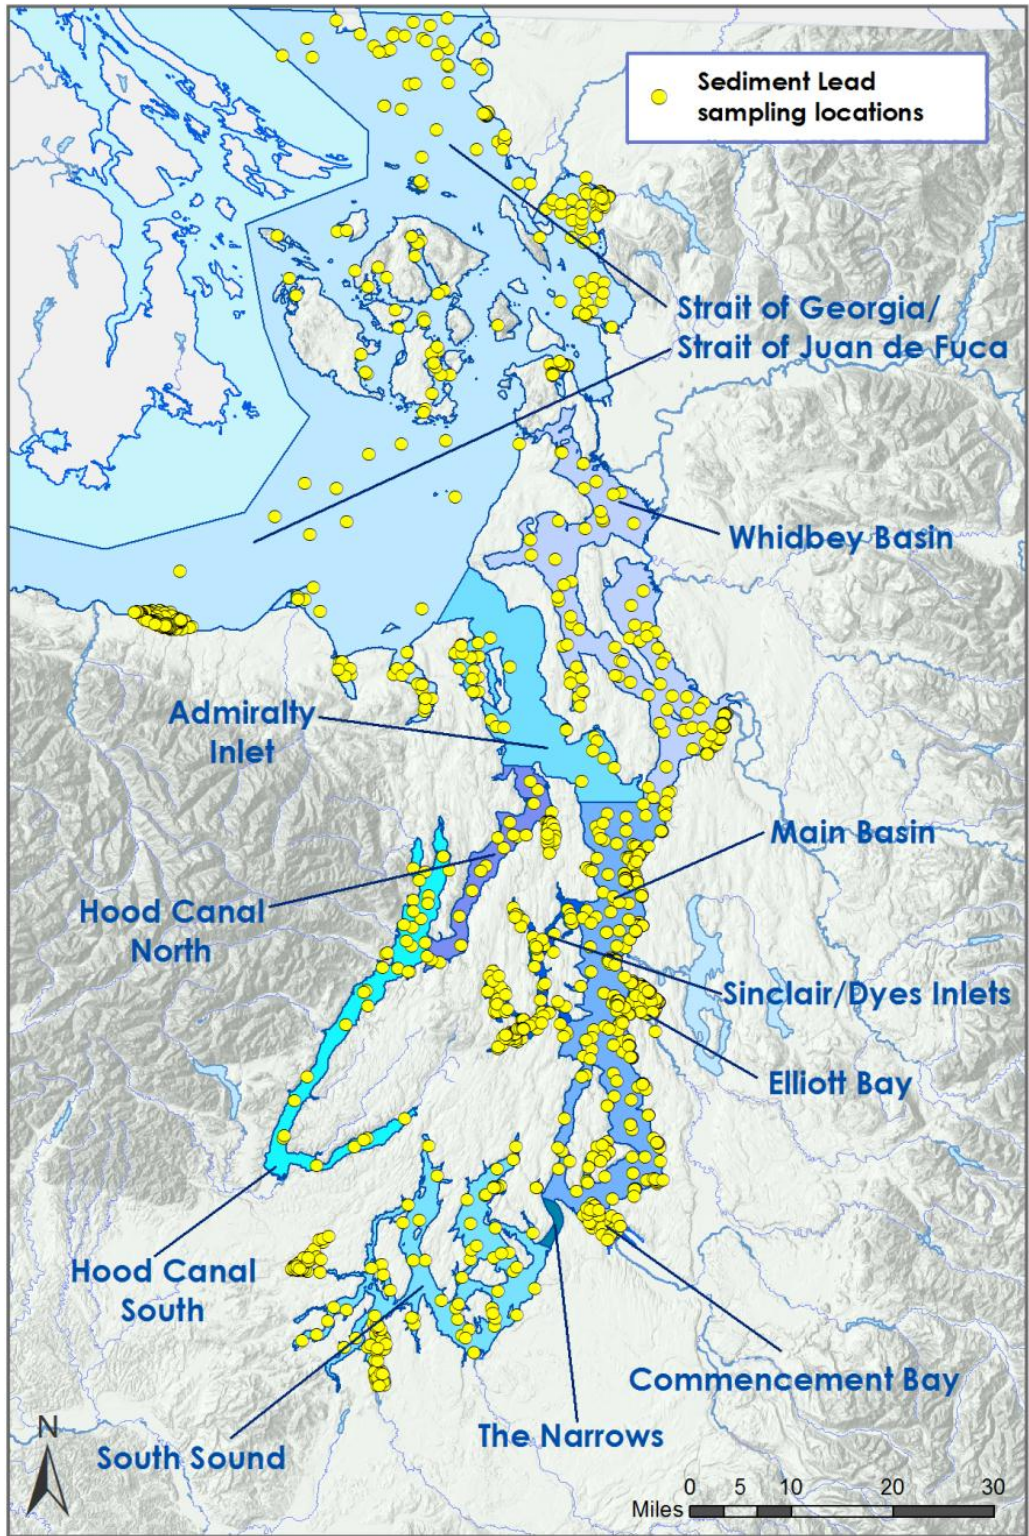 Sediment Lead
sampling locations
Strait of Georgia/
Strait of Juan de Fuca
Whidbey Basin
Admiralty
Inlet
Main Basin
Hood Canal
North
Sinclair/Dyes Inlets
Elliott Bay
Hood Canal
South
Commencement Bay
The Narrows
South Sound
N
0 5 10 20 30
Miles